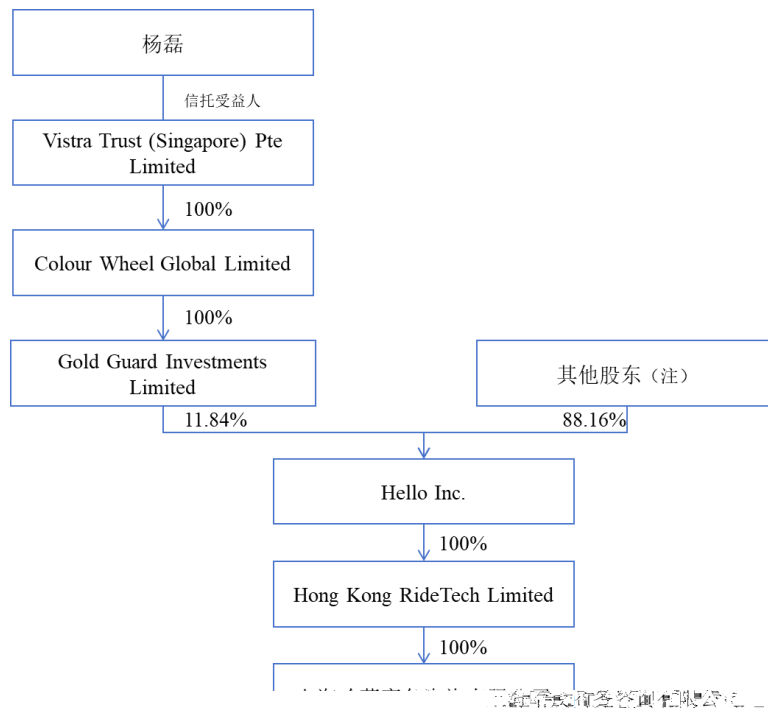 杨磊
信托受益人
Vistra Trust (Singapore) Pte
Limited
100%
Colour Wheel Global Limited
100%
Gold Guard Investments
Limited
其他股东（注）
11.84%
88.16%
Hello Inc.
100%
Hong Kong RideTech Limited
100%